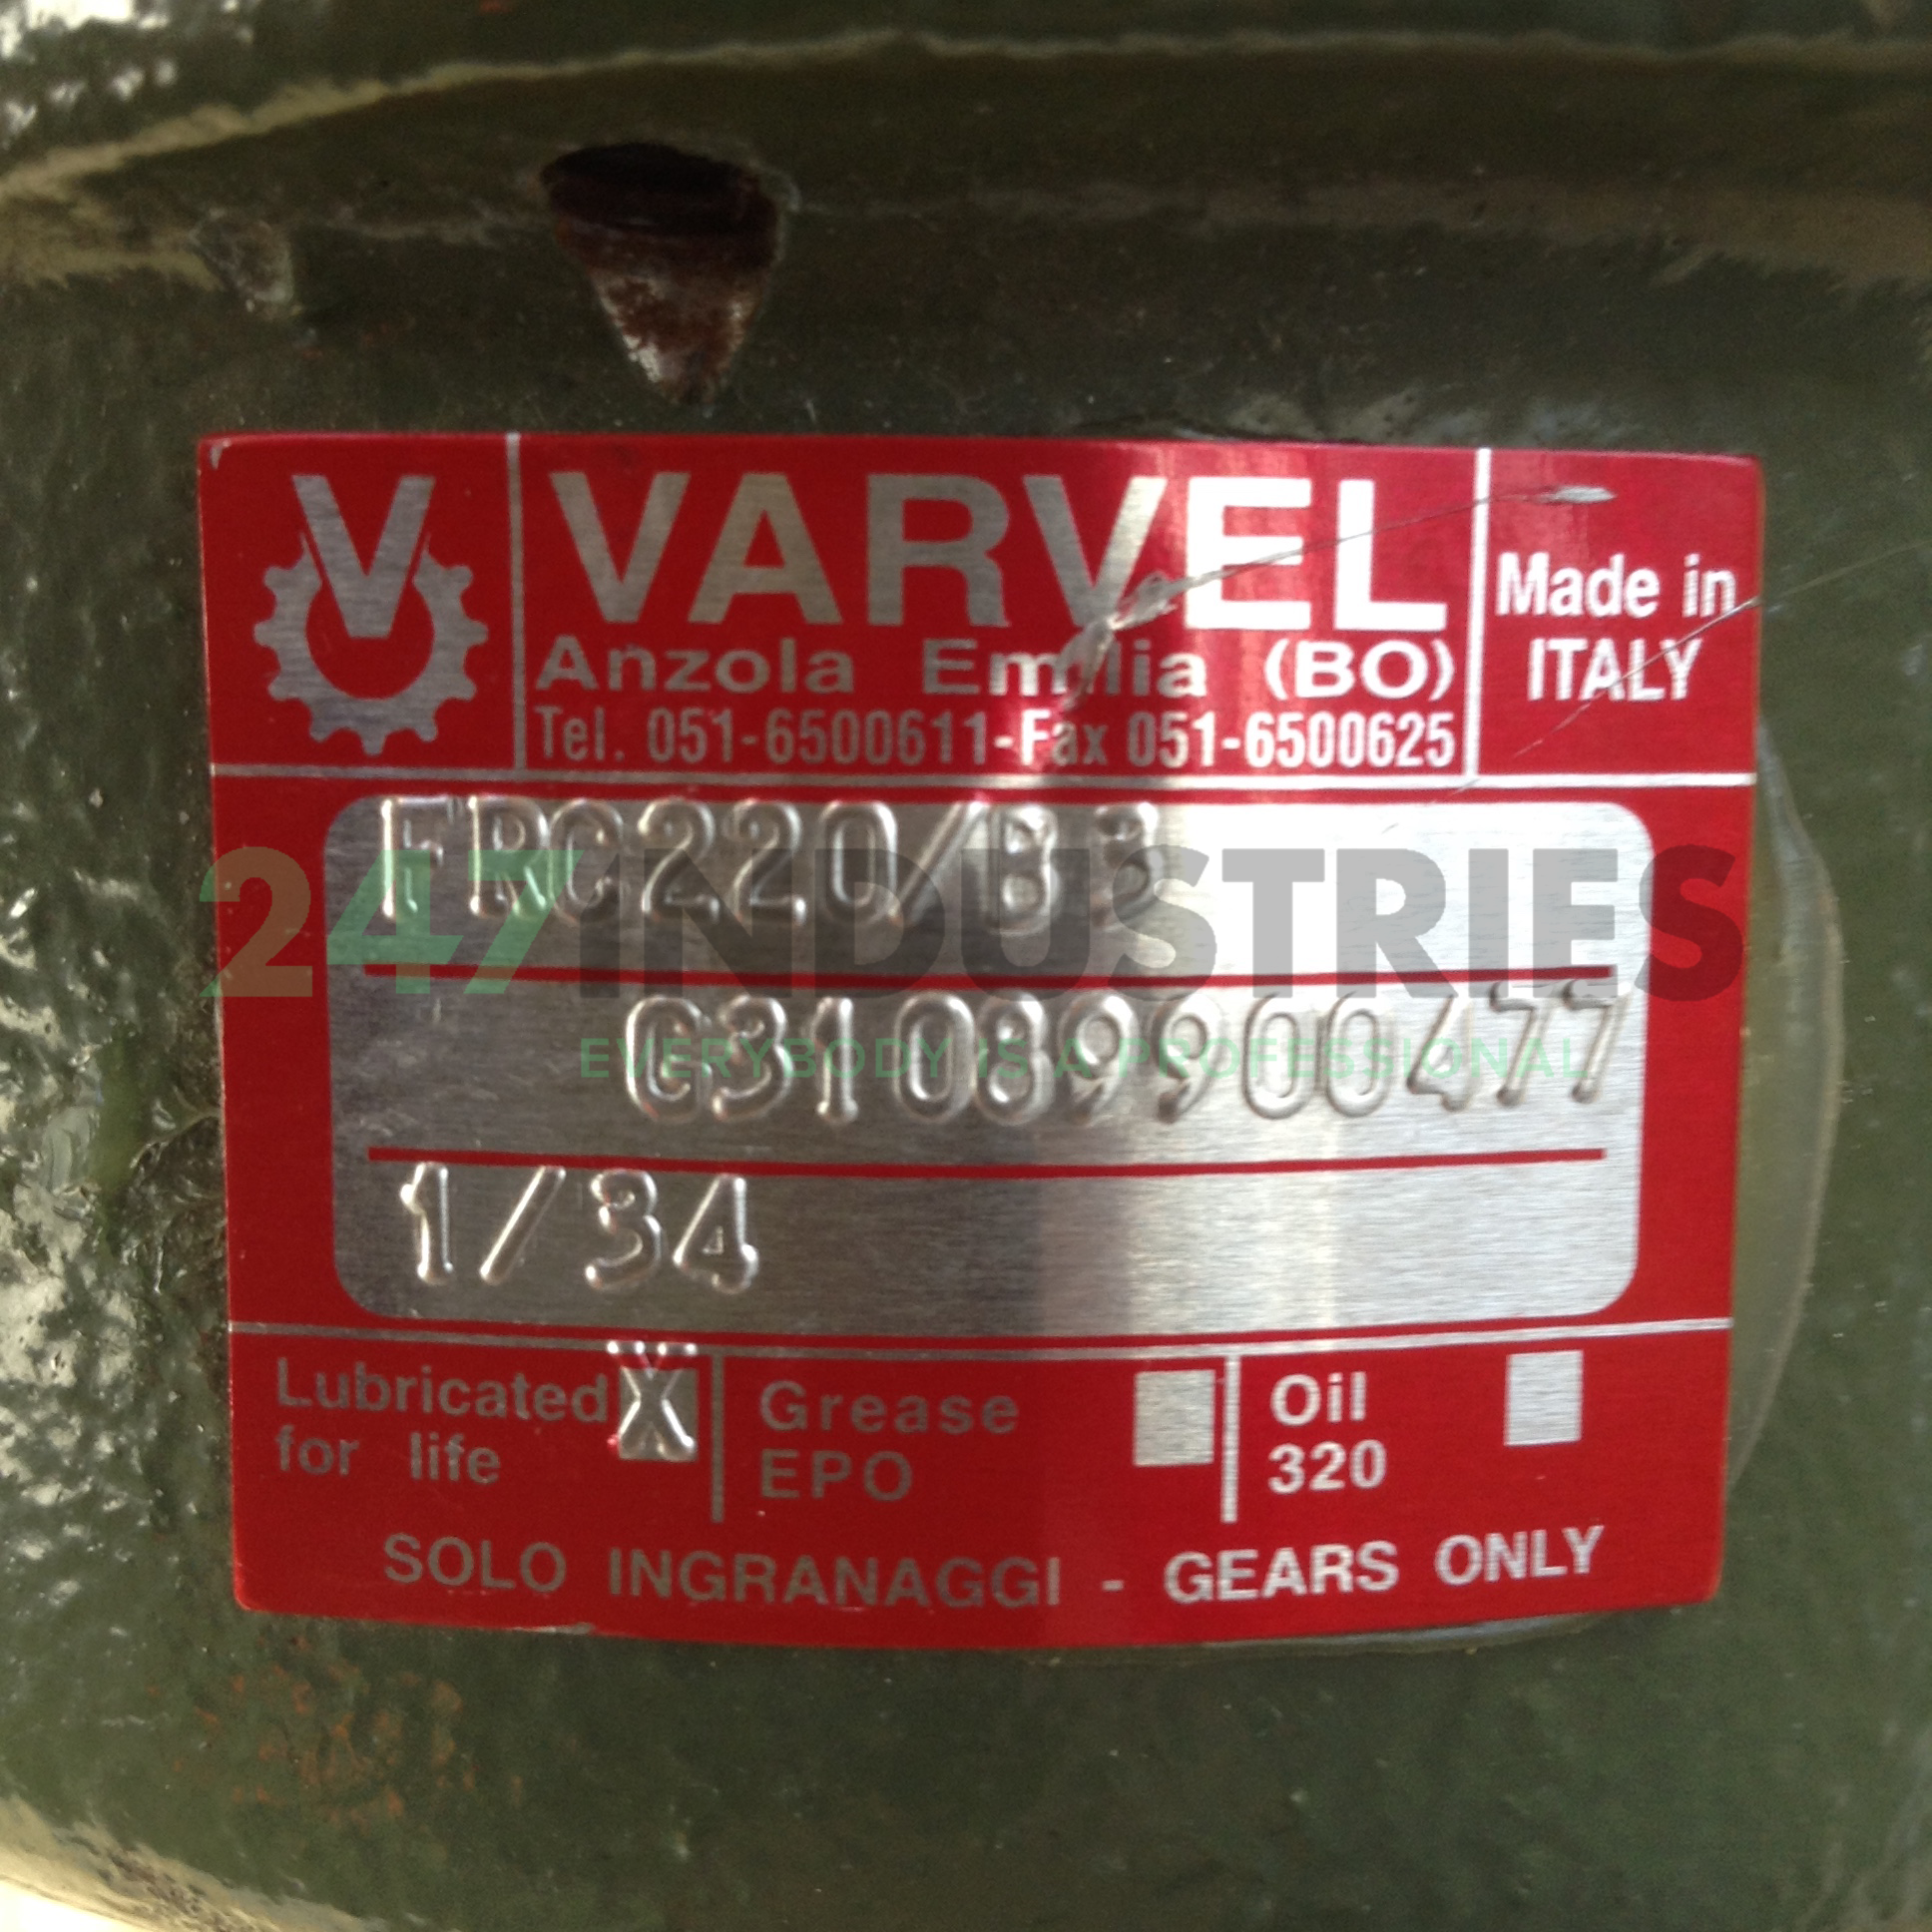 V
VARVEL
Made in
ITALY
Anzola Emilia (BO)
Tel. 051-6500611-Fax 051-6500625
FRC220/B3
247INDUSTRIES
G31089900477
EVERYBODY IS A PROFESSIONAL
1/34
Lubricated X
for life
Grease
EPO
Oil
320
SOLO INGRANAGGI - GEARS ONLY